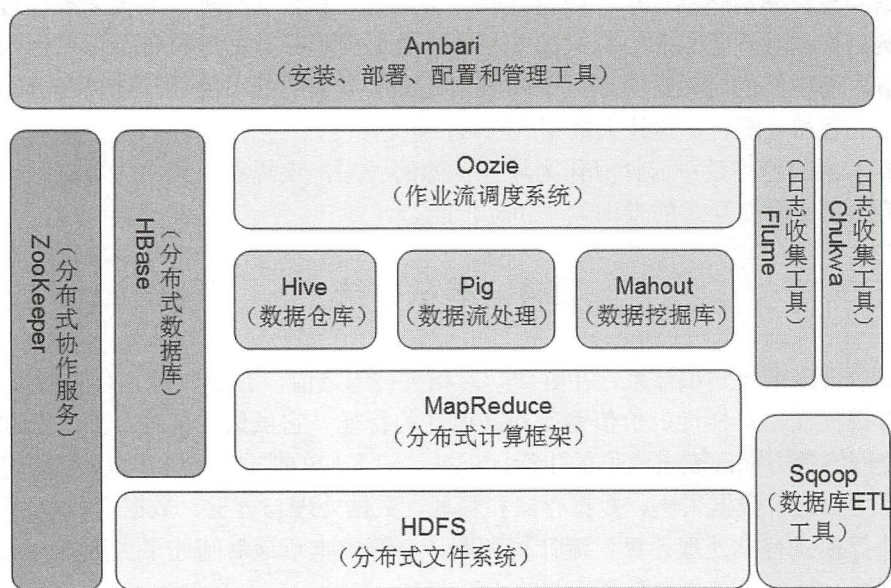 Ambari
（安装、部署、配置和管理工具）
ZooKeeper
（分布式协作服务）
HBase
（分布式数据库）
Oozie
（作业流调度系统）
Flume
（日志收集工具）
Chukwa
（日志收集工具）
Hive
（数据仓库）
Pig
（数据流处理）
Mahout
（数据挖掘库）
MapReduce
（分布式计算框架）
Sqoop
（数据库ETL
工具）
HDFS
（分布式文件系统）